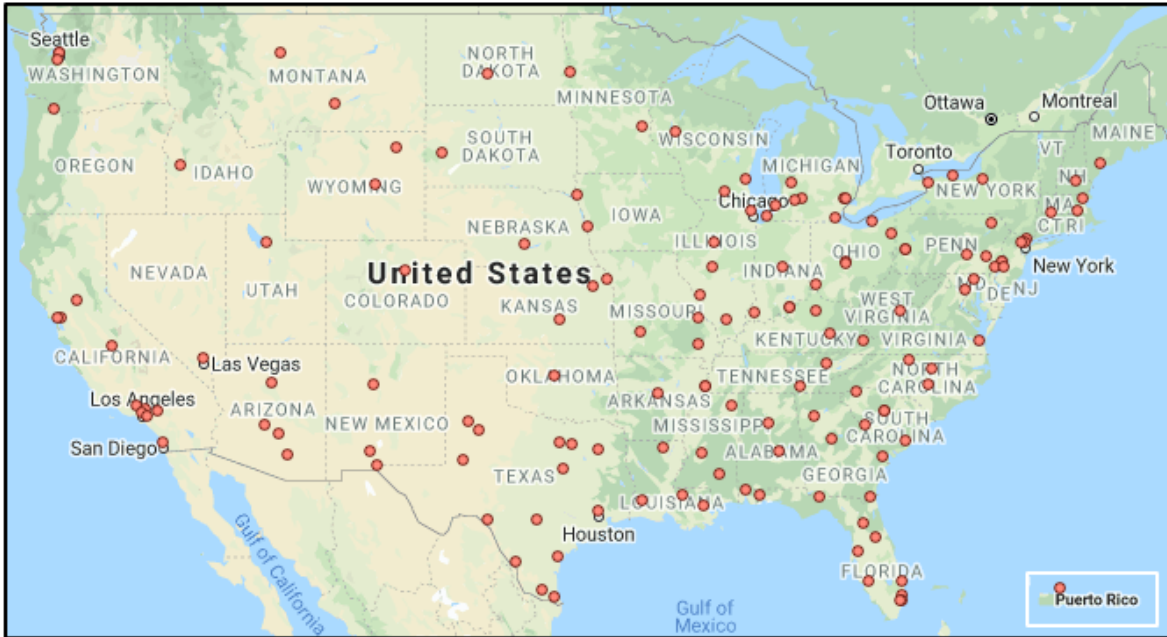 Seattle
WASHINGTON
MONTANA
NORTH
DAKOTA
MINNESOTA
Ottawa
Montreal
MAINE
OREGON
IDAHO
SOUTH
DAKOTA
WISCONSIN
Toronto
VT
WYOMING
MICHIGAN
NEW YORK
NH
MA
CT RI
IOWA
Chicago
NEBRASKA
NEVADA
UTAH
United States
ILLINOIS
INDIANA
OHIO
PENN
New York
COLORADO
KANSAS
MISSOURI
WEST
VIRGINIA
MD
DE
NJ
CALIFORNIA
Las Vegas
KENTUCKY
VIRGINIA
Los Angeles
ARIZONA
NEW MEXICO
OKLAHOMA
ARKANSAS
TENNESSEE
NORTH
CAROLINA
San Diego
MISSISSIPPI
SOUTH
CAROLINA
TEXAS
ALABAMA
GEORGIA
LOUISIANA
Houston
Gulf of California
FLORIDA
Gulf of
Mexico
Puerto Rico